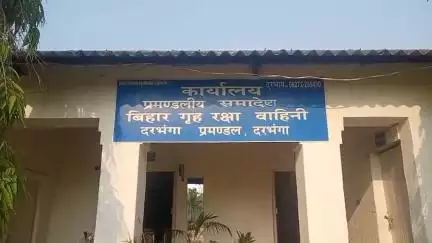 कार्यालय
प्रमण्डलीय समादेष्टा
बिहार गृह रक्षा वाहिनी
दरभंगा प्रमण्डल, दरभंगा